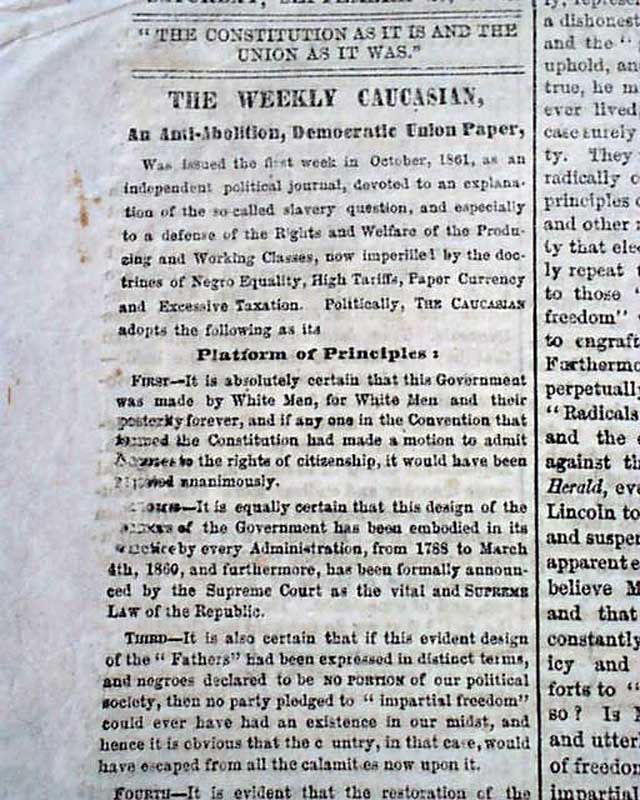 "THE CONSTITUTION AS IT IS AND THE
UNION AS IT WAS."
THE WEEKLY CAUCASIAN,
An Anti-Abolition, Democratic Union Paper,
Was issued the first week in October, 1861, as an
independent political journal, devoted to an explana-
tion of the so-called slavery question, and especially
to a defense of the Rights and Welfare of the Produ-
cing and Working Classes, now imperilled by the doc-
trines of Negro Equality, High Tariffs, Paper Currency
and Excessive Taxation. Politically, THE CAUCASIAN
adopts the following as its
Platform of Principles:
FIRST—It is absolutely certain that this Government
was made by White Men, for White Men and their
posterity forever, and if any one in the Convention that
formed the Constitution had made a motion to admit
to the rights of citizenship, it would have been
unanimously.
—It is equally certain that this design of the
of the Government has been embodied in its
by every Administration, from 1788 to March
4th, 1860, and furthermore, has been formally announ-
ced by the Supreme Court as the vital and SUPREME
LAW of the Republic.
THIRD—It is also certain that if this evident design
of the "Fathers" had been expressed in distinct terms,
and negroes declared to be NO PORTION of our political
society, then no party pledged to "impartial freedom"
could ever have had an existence in our midst, and
hence it is obvious that the c untry, in that case, would
have escaped from all the calamit es now upon it.
FOURTH—It is evident that the restoration of the
a dishonest
and the "
uphold, an
true, he m
ever lived
case surely
ty. They
radically
principles
and other
ty that ele
ly repeat
to those "
freedom"
to engraft
Furthermo
perpetually
"Radicals
and the
against th
Herald, eve
Lincoln to
and suspen
apparent e
believe M
and that
constantly
icy and
forts to "
so? Is
and utter
of freedom
impartial